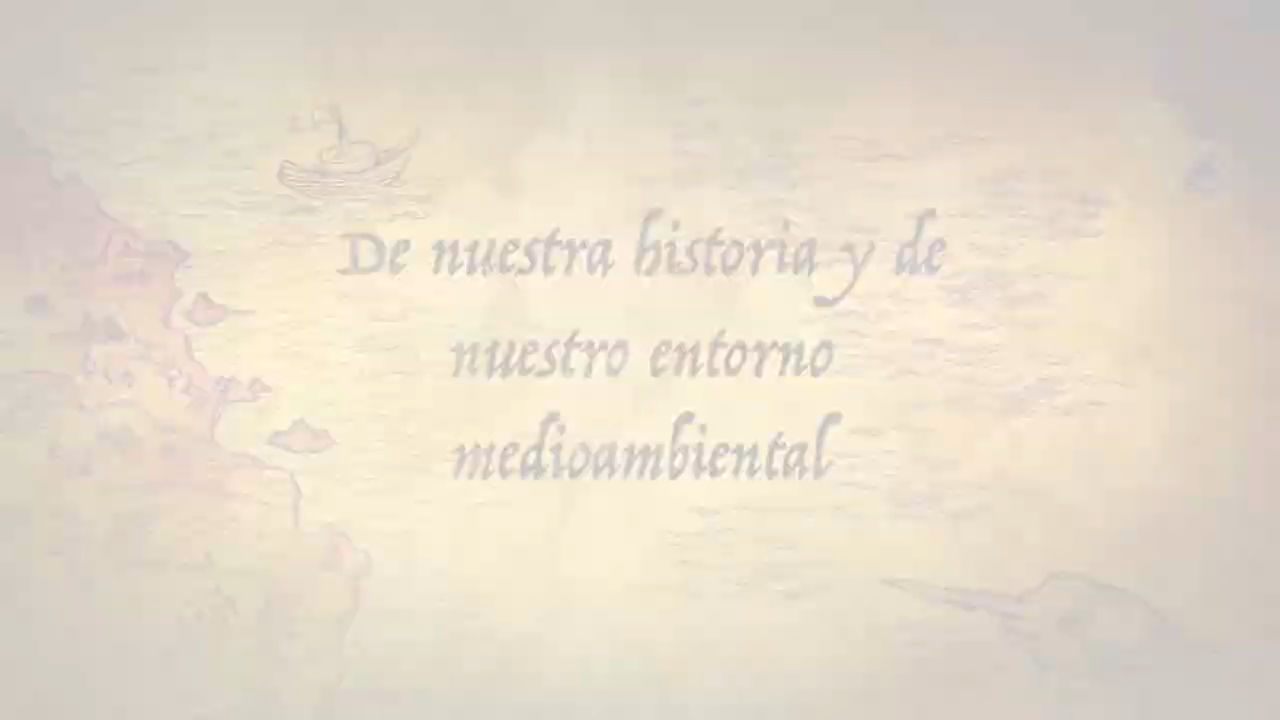 De nuestra historia y de
nuestro entorno
medioambiental